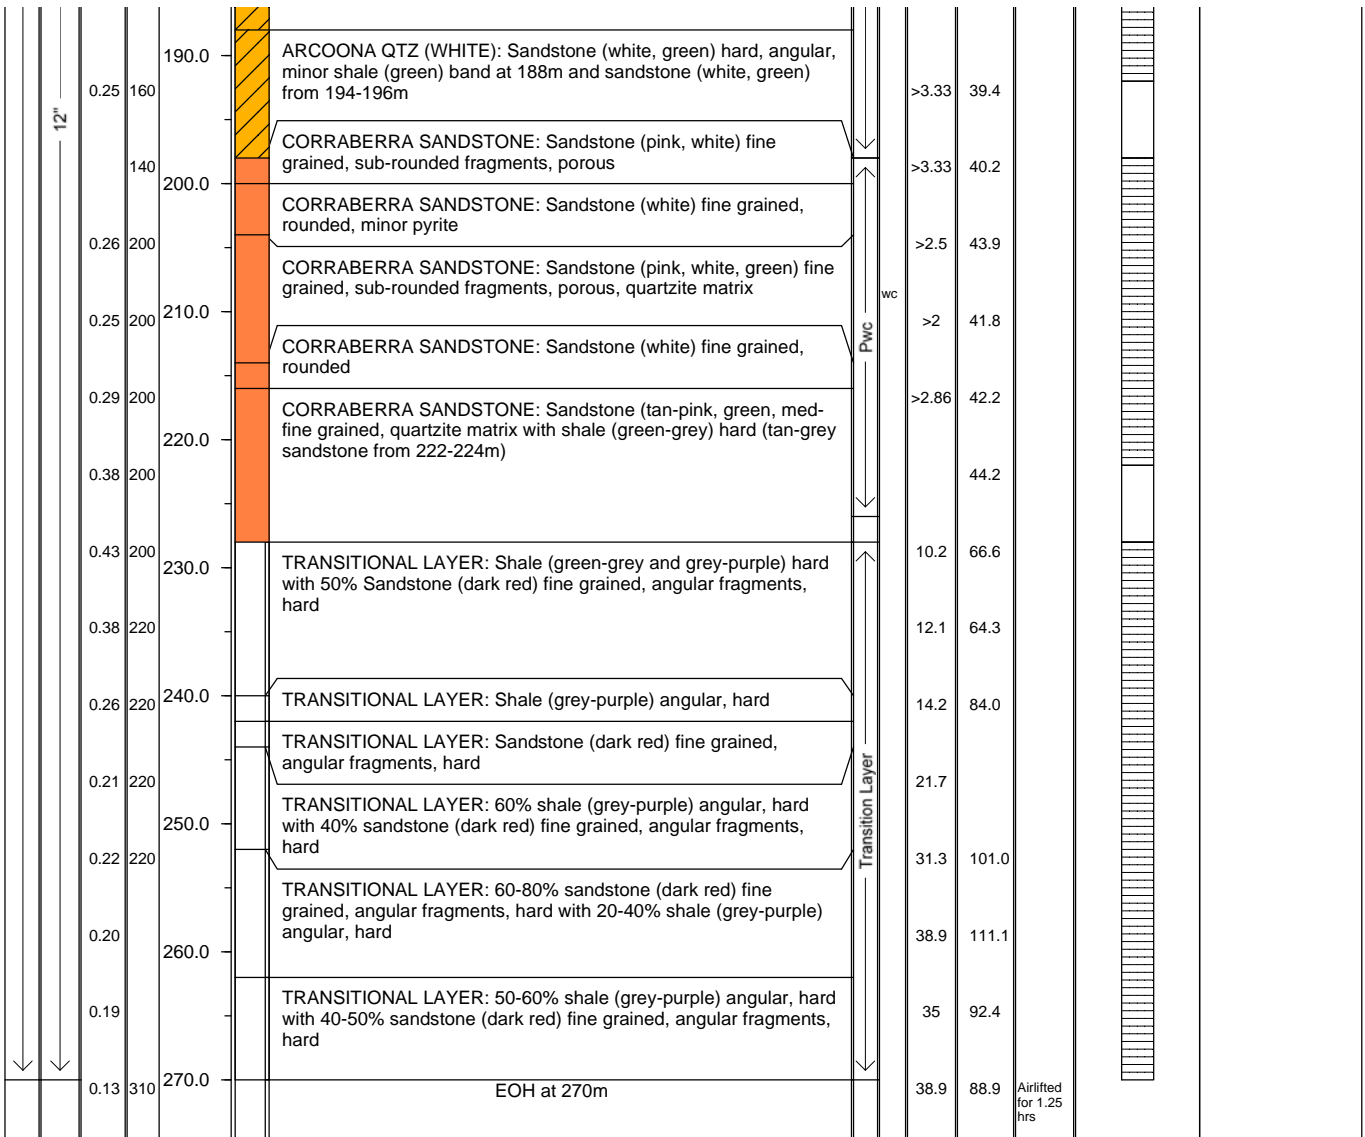 190.0
ARCOONA QTZ (WHITE): Sandstone (white, green) hard, angular,
minor shale (green) band at 188m and sandstone (white, green)
from 194-196m
0.25 160 >3.33 39.4
12"
CORRABERRA SANDSTONE: Sandstone (pink, white) fine
grained, sub-rounded fragments, porous
140 >3.33 40.2
200.0
CORRABERRA SANDSTONE: Sandstone (white) fine grained,
rounded, minor pyrite
0.26 200 >2.5 43.9
CORRABERRA SANDSTONE: Sandstone (pink, white, green) fine
grained, sub-rounded fragments, porous, quartzite matrix
wc
210.0
0.25 200 >2 41.8
Pwc
CORRABERRA SANDSTONE: Sandstone (white) fine grained,
rounded
0.29 200 >2.86 42.2
CORRABERRA SANDSTONE: Sandstone (tan-pink, green, med-
fine grained, quartzite matrix with shale (green-grey) hard (tan-grey
sandstone from 222-224m)
220.0
0.38 200 44.2
0.43 200 10.2 66.6
TRANSITIONAL LAYER: Shale (green-grey and grey-purple) hard
with 50% Sandstone (dark red) fine grained, angular fragments,
hard
230.0
0.38 220 12.1 64.3
240.0
TRANSITIONAL LAYER: Shale (grey-purple) angular, hard
0.26 220 14.2 84.0
TRANSITIONAL LAYER: Sandstone (dark red) fine grained,
angular fragments, hard
0.21 220 21.7
Transition Layer
TRANSITIONAL LAYER: 60% shale (grey-purple) angular, hard
with 40% sandstone (dark red) fine grained, angular fragments,
hard
250.0
0.22 220 31.3 101.0
TRANSITIONAL LAYER: 60-80% sandstone (dark red) fine
grained, angular fragments, hard with 20-40% shale (grey-purple)
angular, hard
0.20 38.9 111.1
260.0
TRANSITIONAL LAYER: 50-60% shale (grey-purple) angular, hard
with 40-50% sandstone (dark red) fine grained, angular fragments,
hard
0.19 35 92.4
270.0
0.13 310 EOH at 270m 38.9 88.9
Airlifted
for 1.25
hrs